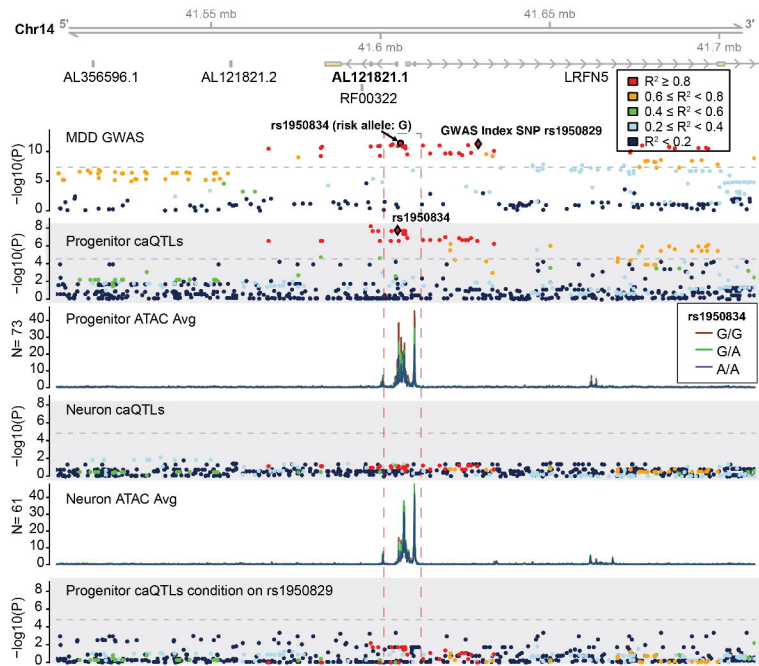 41.55 mb 41.65 mb
Chr14 5' 3'
41.6 mb 41.7 mb
AL356596.1 AL121821.2 AL121821.1 LRFN5
RF00322
R² ≥ 0.8
0.6 ≤ R² < 0.8
0.4 ≤ R² < 0.6
0.2 ≤ R² < 0.4
R² < 0.2
MDD GWAS
rs1950834 (risk allele: G)
GWAS Index SNP rs1950829
−log10(P)
10
5
0
Progenitor caQTLs
rs1950834
−log10(P)
8
6
4
2
0
Progenitor ATAC Avg
N= 73
40
30
20
10
0
rs1950834
G/G
G/A
A/A
Neuron caQTLs
−log10(P)
8
6
4
2
0
Neuron ATAC Avg
N= 61
40
30
20
10
0
Progenitor caQTLs condition on rs1950829
−log10(P)
8
6
4
2
0